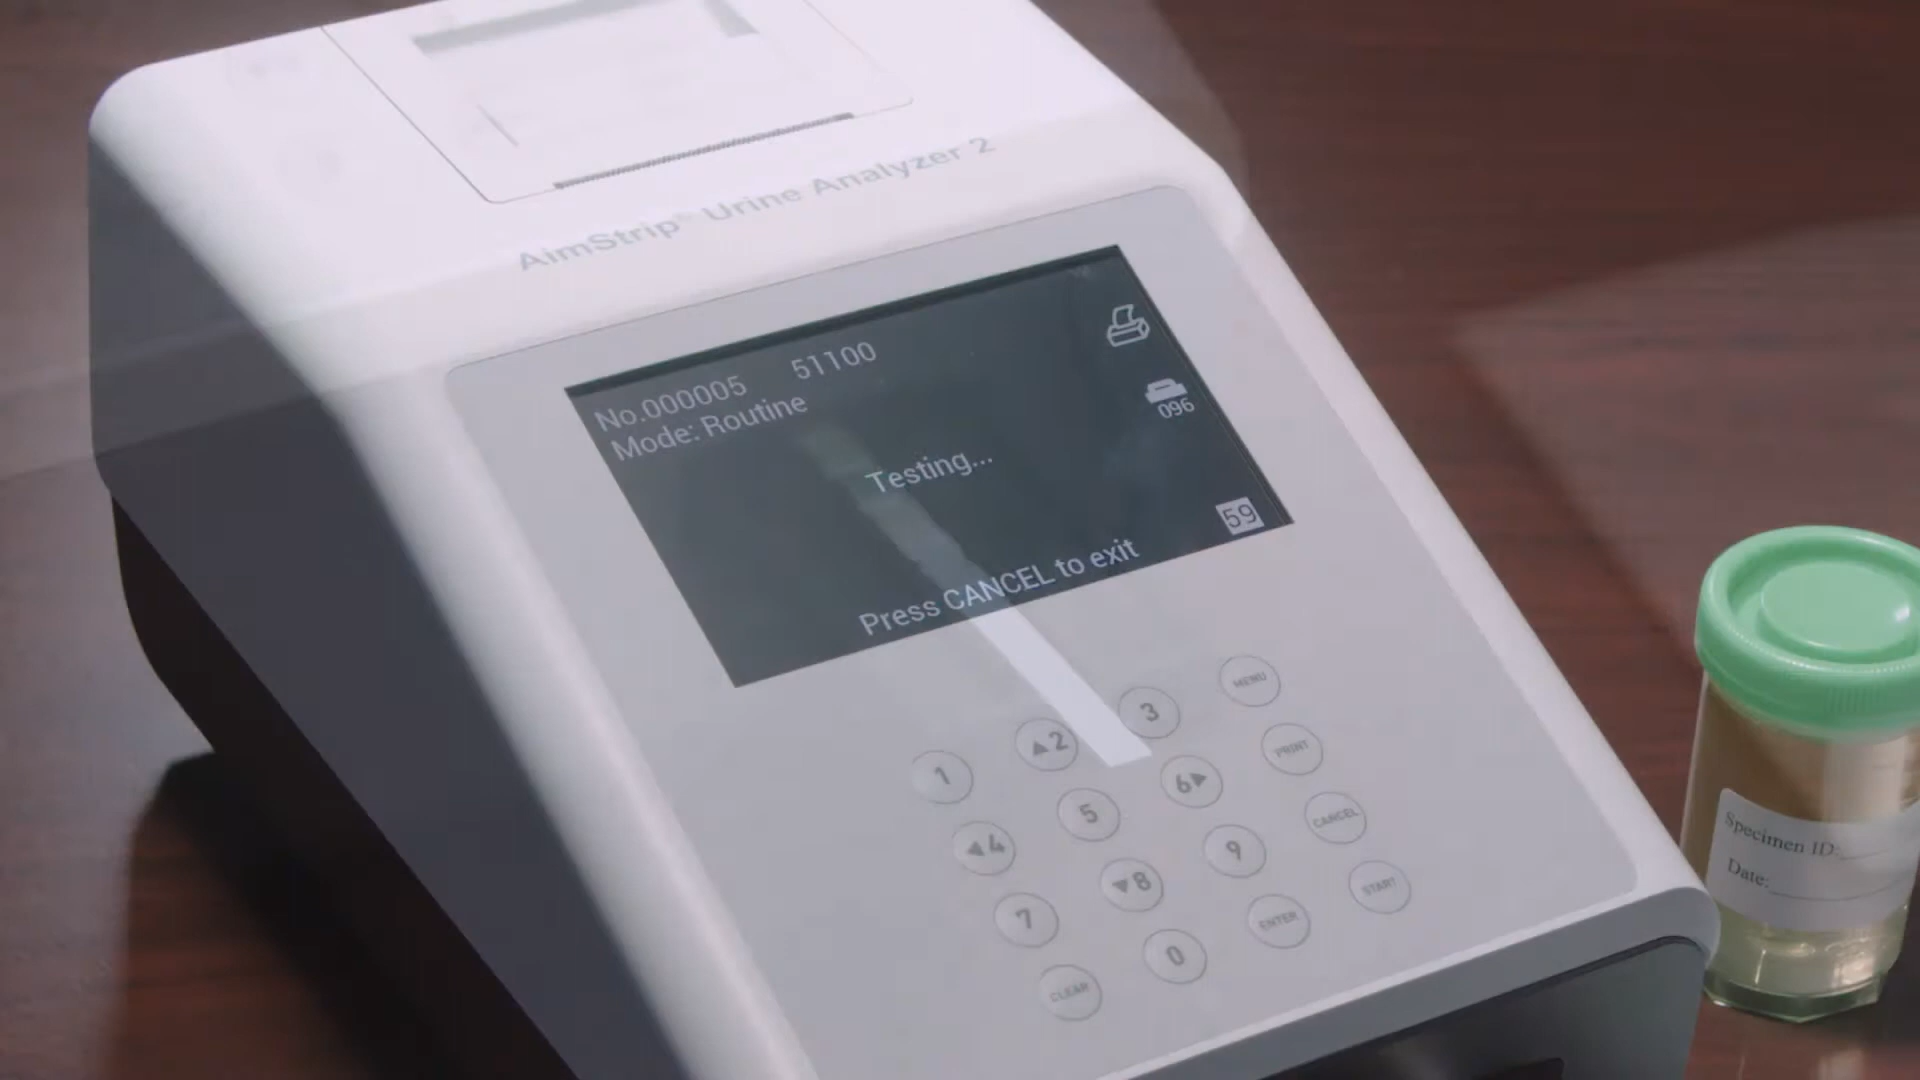 AimStrip® Urine Analyzer 2
No.000005 51100
Mode: Routine
096
Testing...
59
Press CANCEL to exit
1 ▲2 3 MENU
◀4 5 6▶ PRINT
7 ▼8 9 CANCEL
CLEAR 0 ENTER START
Specimen ID:
Date: